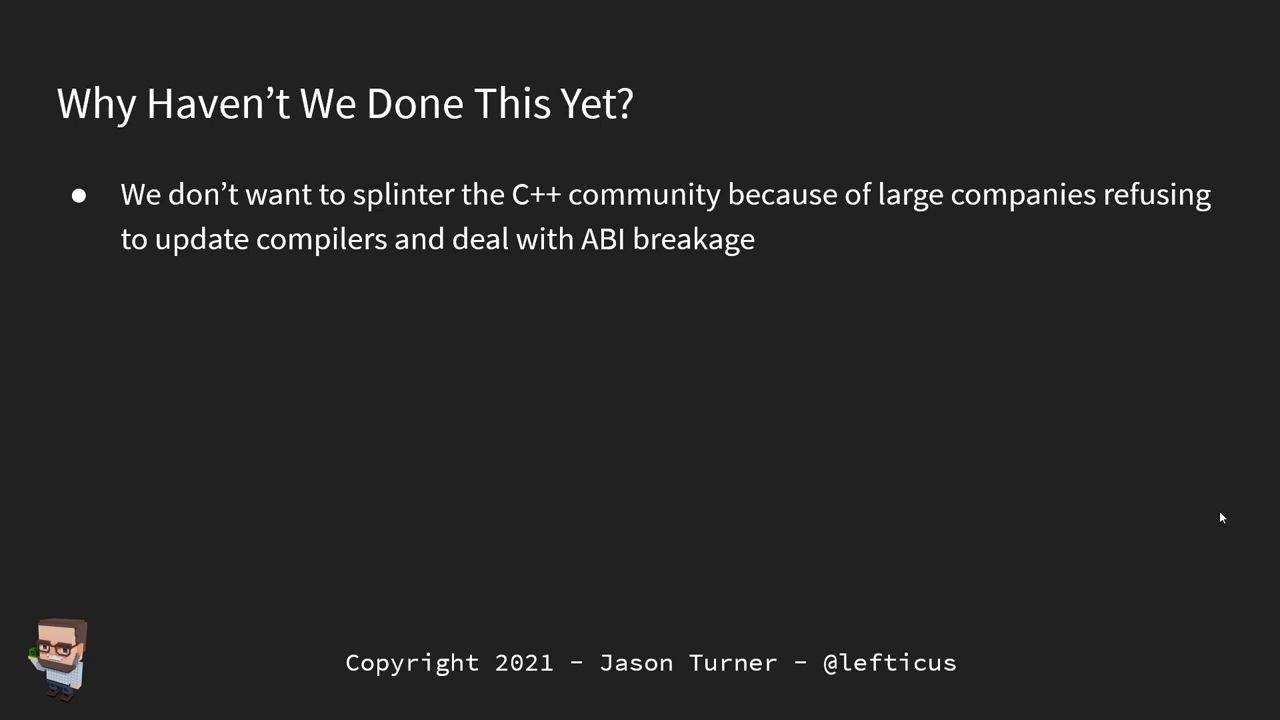 Why Haven’t We Done This Yet?
● We don’t want to splinter the C++ community because of large companies refusing
to update compilers and deal with ABI breakage
Copyright 2021 - Jason Turner - @lefticus